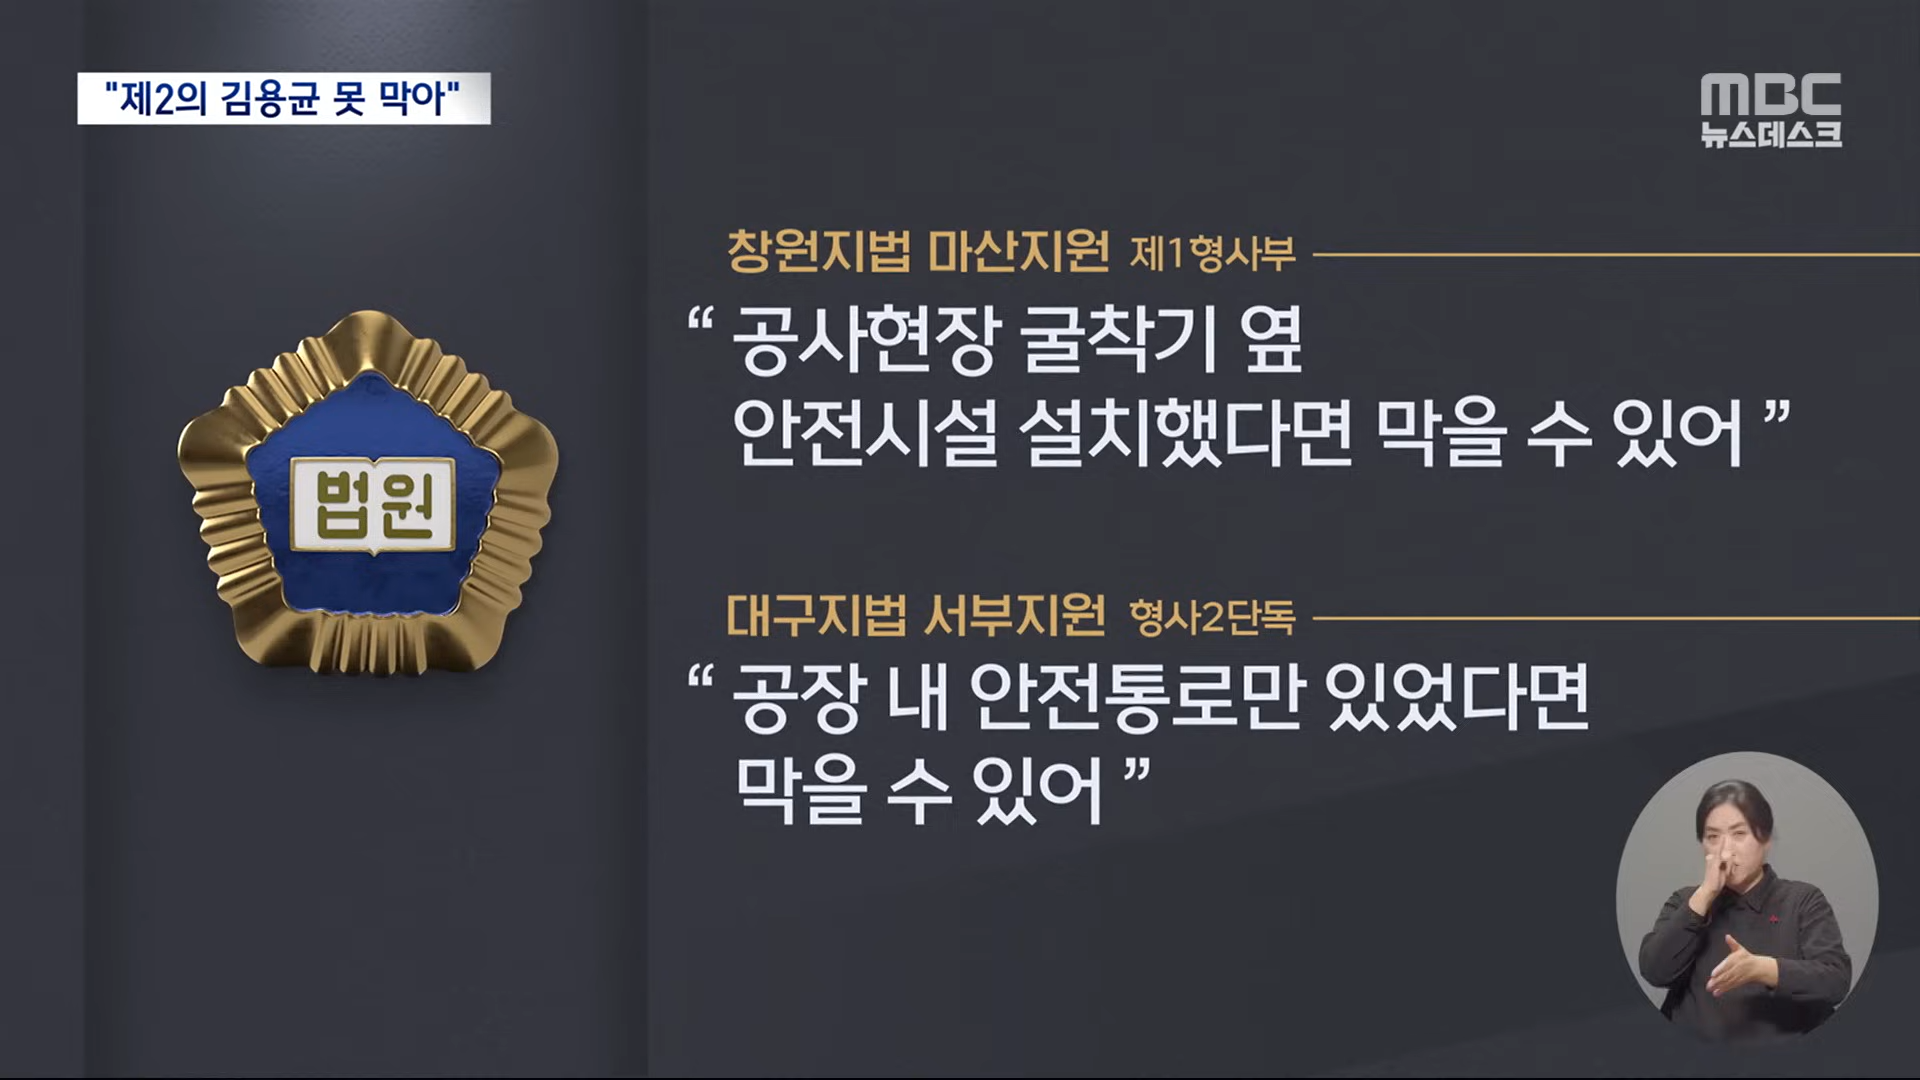 "제2의 김용균 못 막아"
MBC
뉴스데스크
창원지법 마산지원 제1형사부
“ 공사현장 굴착기 옆
안전시설 설치했다면 막을 수 있어 ”
법원
대구지법 서부지원 형사2단독
“ 공장 내 안전통로만 있었다면
막을 수 있어 ”